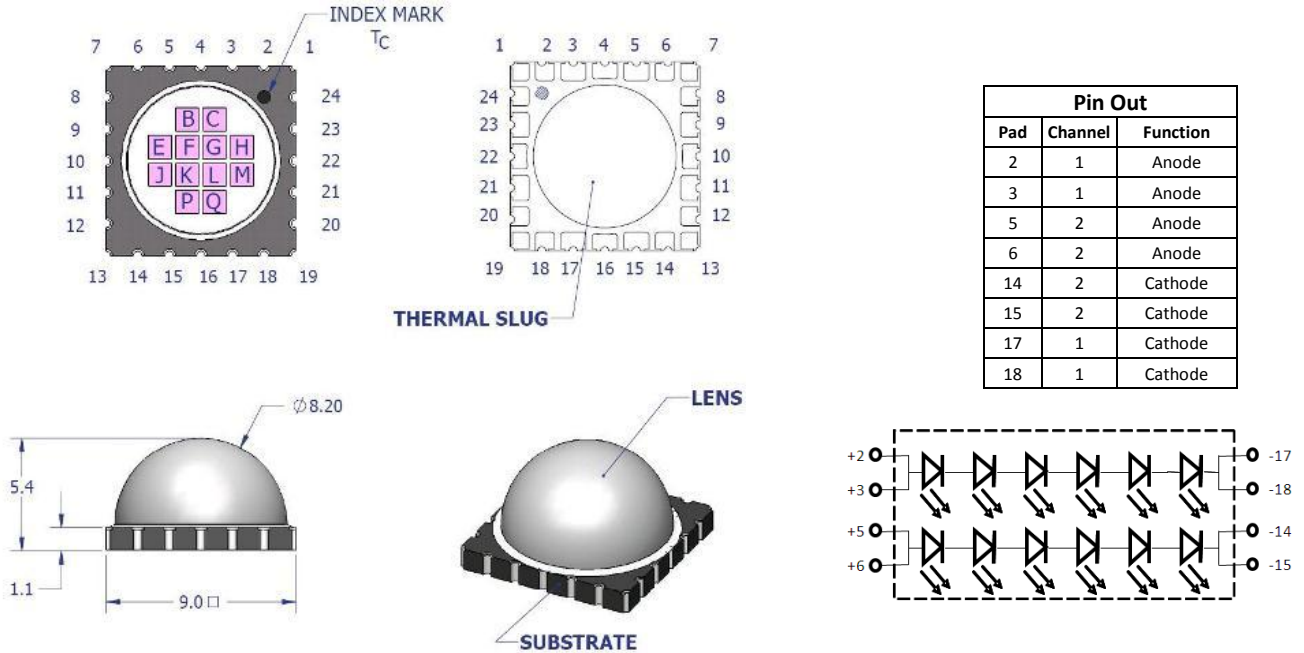 INDEX MARK
TC
7 6 5 4 3 2 1
8
9
10
11
12
24
23
22
21
20
B C
E F G H
J K L M
P Q
13 14 15 16 17 18 19
1 2 3 4 5 6 7
24
23
22
21
20
8
9
10
11
12
19 18 17 16 15 14 13
THERMAL SLUG
Pin Out
Pad Channel Function
2 1 Anode
3 1 Anode
5 2 Anode
6 2 Anode
14 2 Cathode
15 2 Cathode
17 1 Cathode
18 1 Cathode
∅8.20
5.4
1.1
9.0 □
LENS
SUBSTRATE
+2 -17
+3 -18
+5 -14
+6 -15